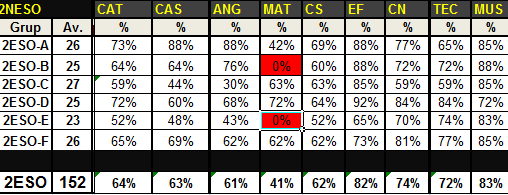 2NESO CAT CAS ANG MAT CS EF CN TEC MUS
Grup Av. % % % % % % % % %
2ESO-A 26 73% 88% 88% 42% 69% 88% 77% 65% 85%
2ESO-B 25 64% 64% 76% 0% 60% 88% 72% 72% 88%
2ESO-C 27 59% 44% 30% 63% 63% 85% 59% 59% 85%
2ESO-D 25 72% 60% 68% 72% 64% 92% 84% 84% 72%
2ESO-E 23 52% 48% 43% 0% 52% 65% 70% 74% 83%
2ESO-F 26 65% 69% 62% 62% 62% 73% 81% 77% 85%
2ESO 152 64% 63% 61% 41% 62% 82% 74% 72% 83%